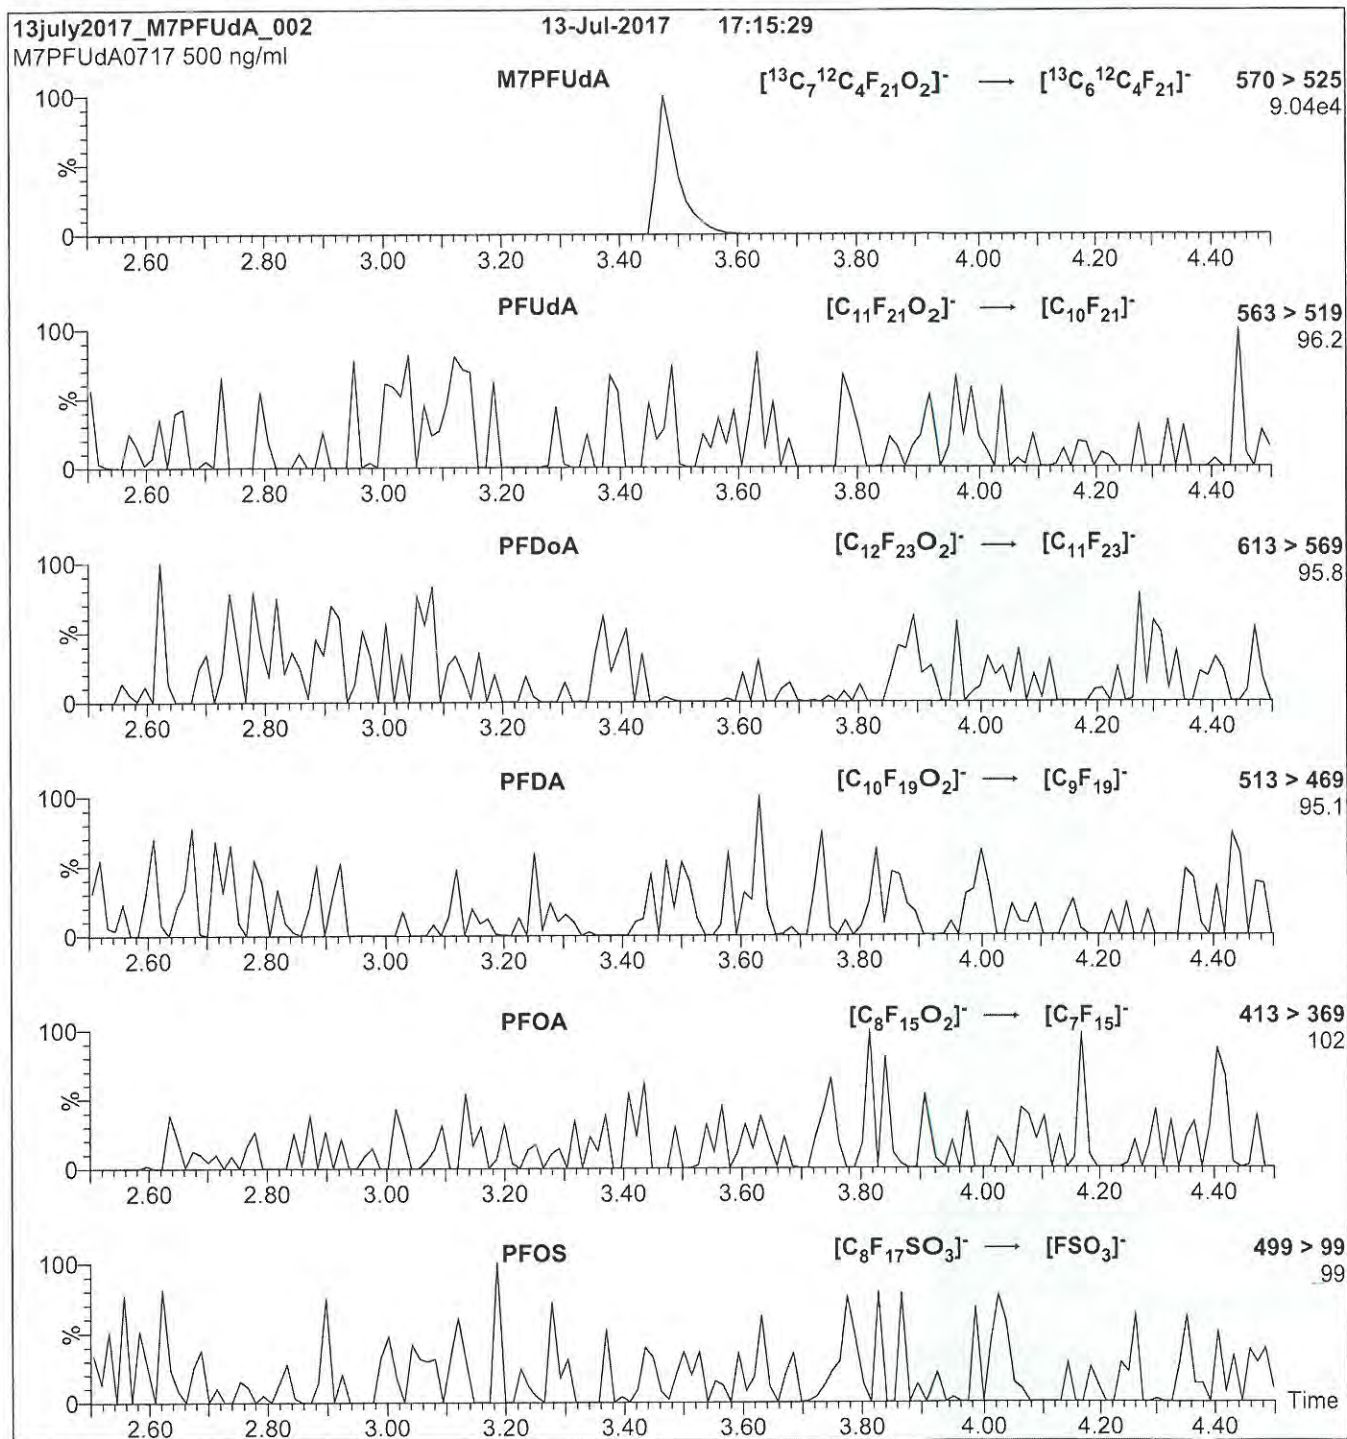 13july2017_M7PFUdA_002 13-Jul-2017 17:15:29
M7PFUdA0717 500 ng/ml
M7PFUdA [¹³C₇¹²C₄F₂₁O₂]⁻ ⟶ [¹³C₆¹²C₄F₂₁]⁻ 570 > 525
9.04e4
100
%
0
2.60 2.80 3.00 3.20 3.40 3.60 3.80 4.00 4.20 4.40
PFUdA [C₁₁F₂₁O₂]⁻ ⟶ [C₁₀F₂₁]⁻ 563 > 519
96.2
100
%
0
2.60 2.80 3.00 3.20 3.40 3.60 3.80 4.00 4.20 4.40
PFDoA [C₁₂F₂₃O₂]⁻ ⟶ [C₁₁F₂₃]⁻ 613 > 569
95.8
100
%
0
2.60 2.80 3.00 3.20 3.40 3.60 3.80 4.00 4.20 4.40
PFDA [C₁₀F₁₉O₂]⁻ ⟶ [C₉F₁₉]⁻ 513 > 469
95.1
100
%
0
2.60 2.80 3.00 3.20 3.40 3.60 3.80 4.00 4.20 4.40
PFOA [C₈F₁₅O₂]⁻ ⟶ [C₇F₁₅]⁻ 413 > 369
102
100
%
0
2.60 2.80 3.00 3.20 3.40 3.60 3.80 4.00 4.20 4.40
PFOS [C₈F₁₇SO₃]⁻ ⟶ [FSO₃]⁻ 499 > 99
99
100
%
0
Time
2.60 2.80 3.00 3.20 3.40 3.60 3.80 4.00 4.20 4.40